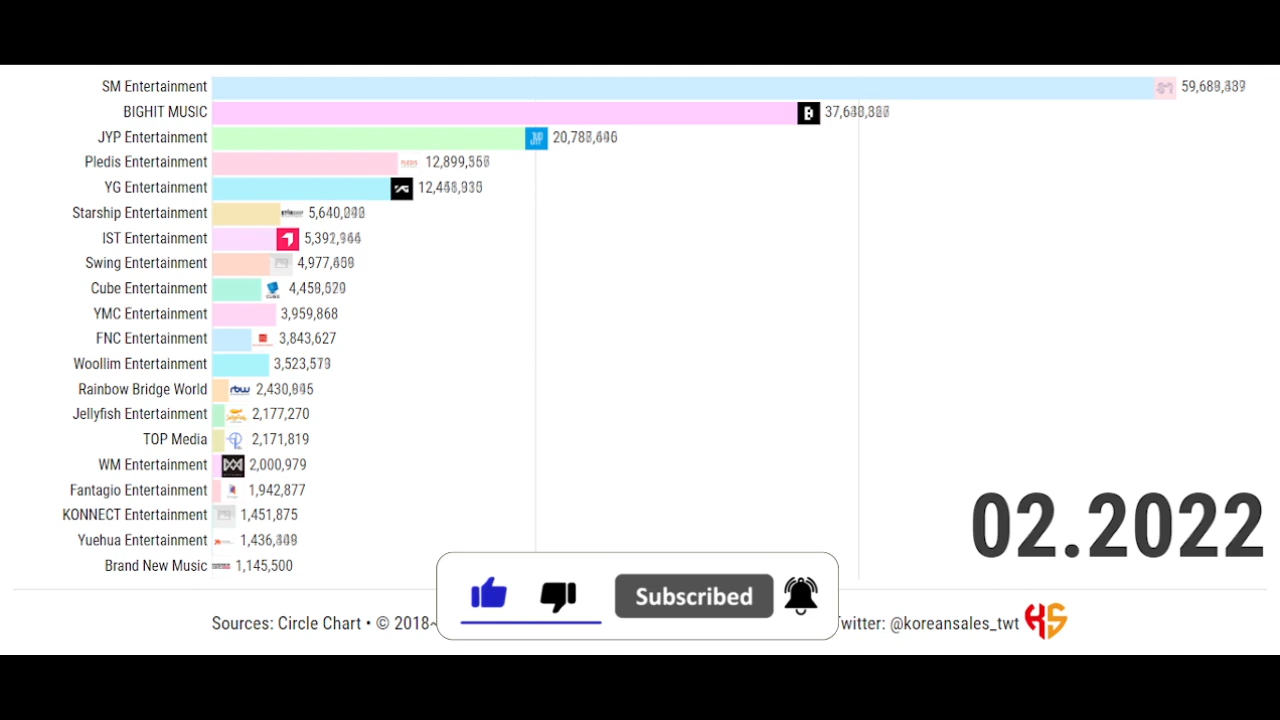 SM Entertainment
BIGHIT MUSIC
JYP Entertainment
Pledis Entertainment
YG Entertainment
Starship Entertainment
IST Entertainment
Swing Entertainment
Cube Entertainment
YMC Entertainment 3,959,868
FNC Entertainment 3,843,627
Woollim Entertainment
Rainbow Bridge World rbw
Jellyfish Entertainment 2,177,270
TOP Media 2,171,819
WM Entertainment 2,000,979
Fantagio Entertainment 1,942,877
KONNECT Entertainment 1,451,875
Yuehua Entertainment
Brand New Music 1,145,500
02.2022
Subscribed
Sources: Circle Chart • © 2018~
witter: @koreansales_twt KS